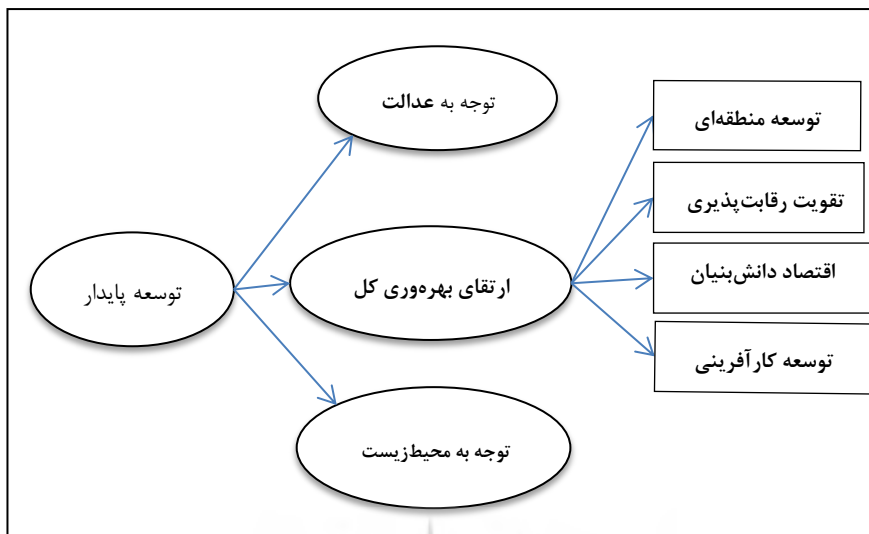 توجه به عدالت
توسعه منطقه‌ای
تقویت رقابت‌پذیری
توسعه پایدار
ارتقای بهره‌وری کل
اقتصاد دانش‌بنیان
توسعه کارآفرینی
توجه به محیط‌زیست